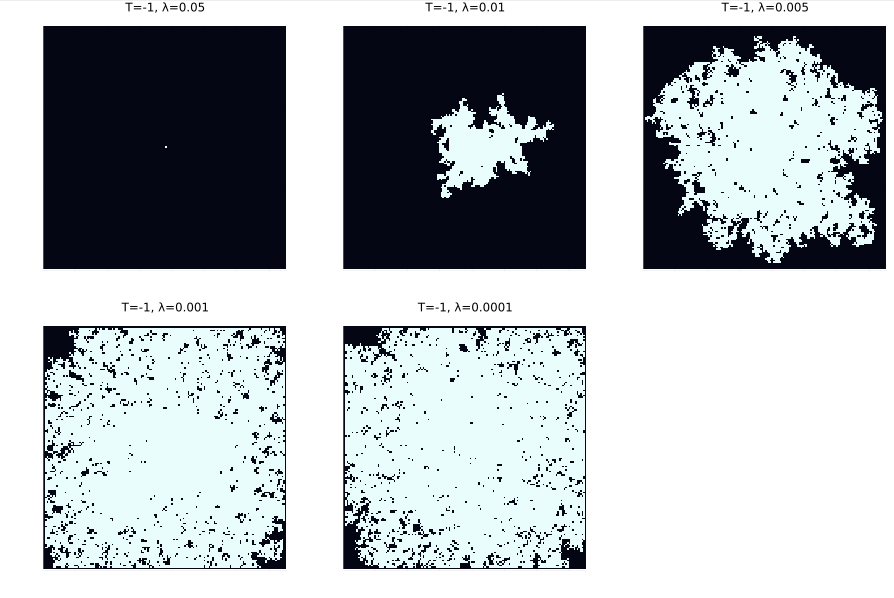 T=-1, λ=0.05
T=-1, λ=0.01
T=-1, λ=0.005
T=-1, λ=0.001
T=-1, λ=0.0001